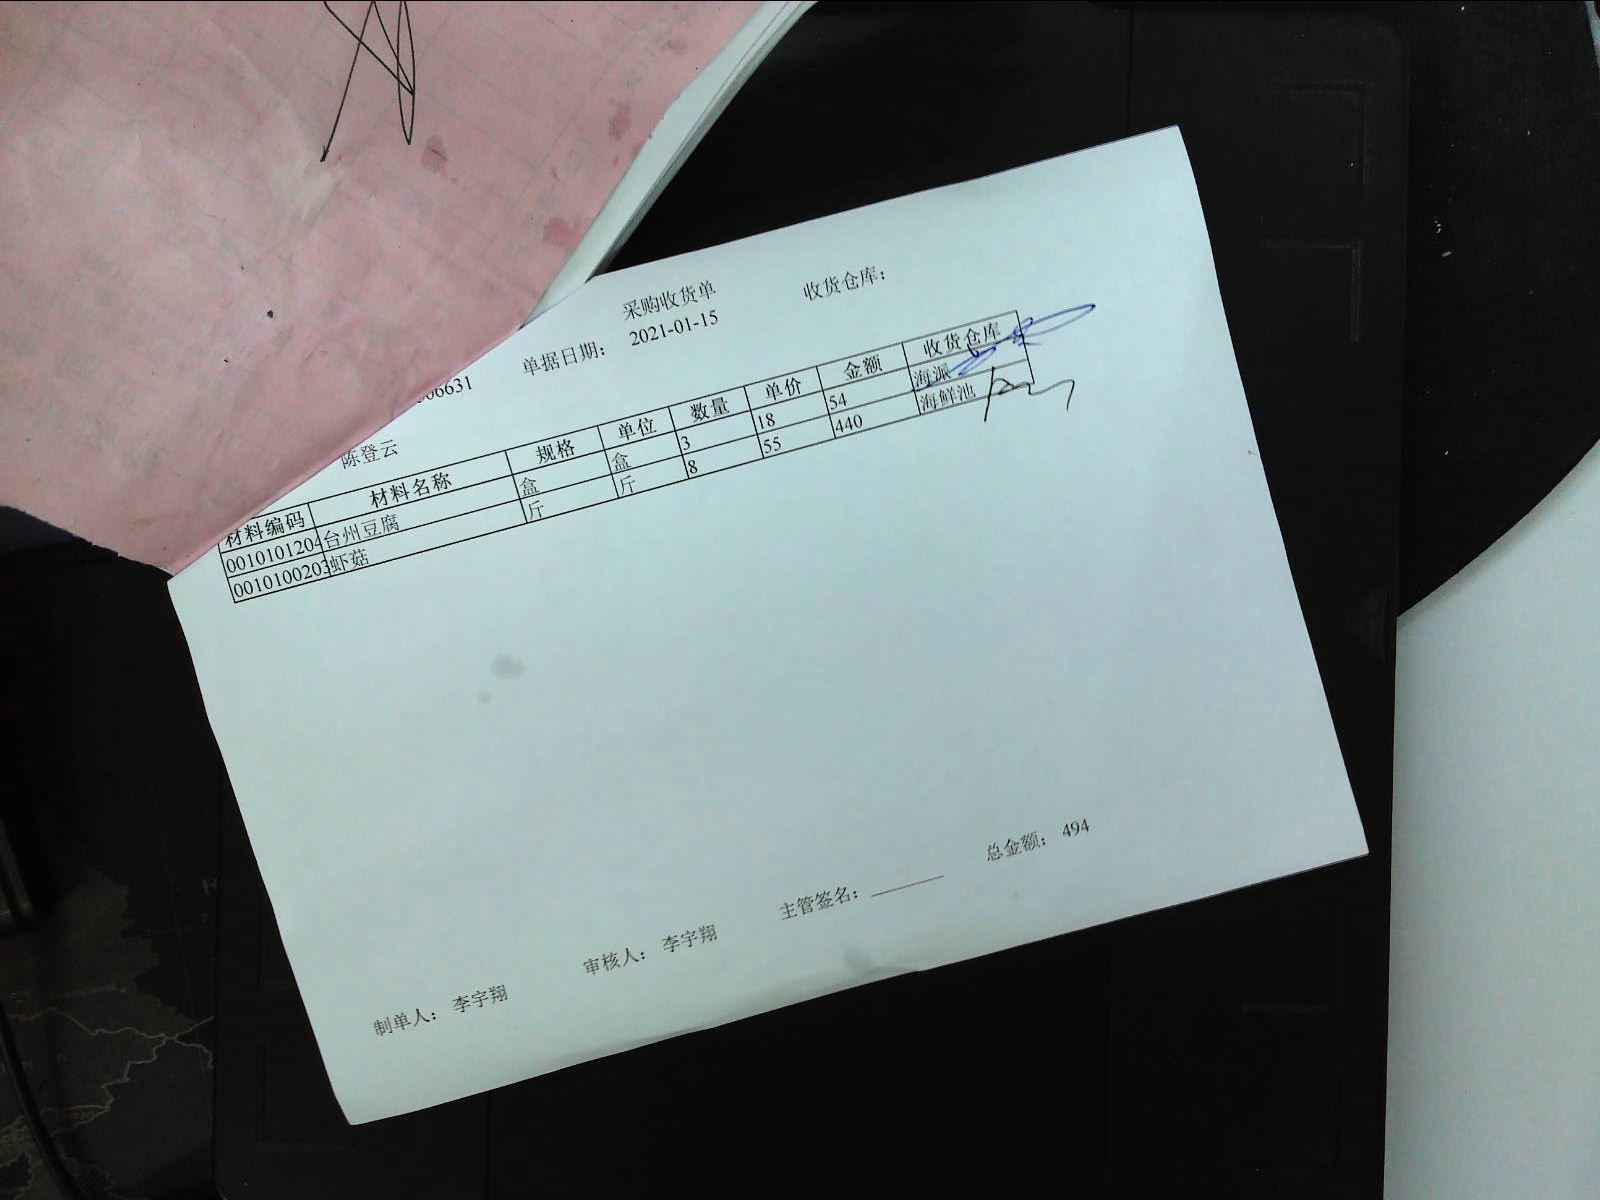 采购收货单 收货仓库：
06631 单据日期： 2021-01-15
陈登云
材料编码 材料名称 规格 单位 数量 单价 金额 收货仓库
0010101204 台州豆腐 盒 盒 3 18 54 海派
0010100203 虾菇 斤 斤 8 55 440 海鲜池
制单人： 李宇翔 审核人： 李宇翔 主管签名： 总金额： 494